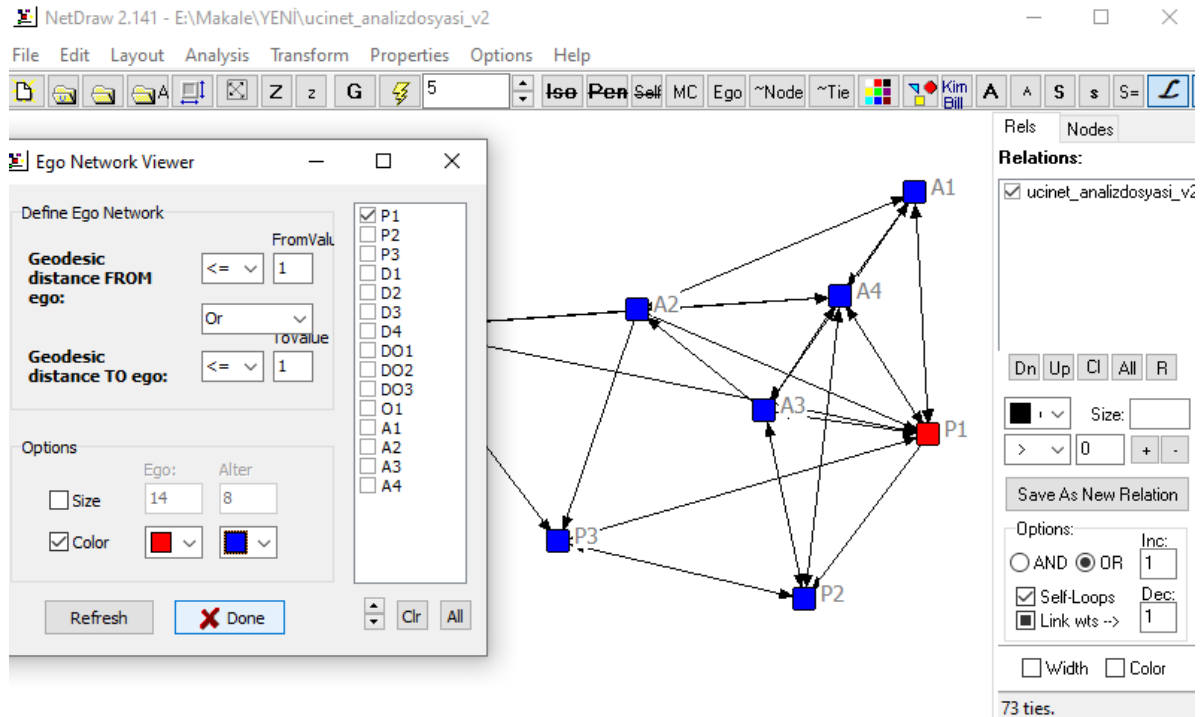 NetDraw 2.141 - E:\Makale\YENİ\ucinet_analizdosyasi_v2
File Edit Layout Analysis Transform Properties Options Help
A Z z G 5 Iso Pen Self MC Ego ~Node ~Tie Kim Bill A A S s S= L
Ego Network Viewer
Define Ego Network
FromValu
Geodesic
distance FROM
ego:
<= 1
Or
ToValue
Geodesic
distance TO ego:
<= 1
Options
Ego: Alter
Size 14 8
Color
Refresh
Done
P1
P2
P3
D1
D2
D3
D4
DO1
DO2
DO3
O1
A1
A2
A3
A4
Clr All
A1
A4
A2
A3
P1
P3
P2
Rels Nodes
Relations:
ucinet_analizdosyasi_v2
Dn Up Cl All R
Size:
> 0 + -
Save As New Relation
Options:
Inc:
AND OR 1
Self-Loops Dec:
Link wts --> 1
Width Color
73 ties.